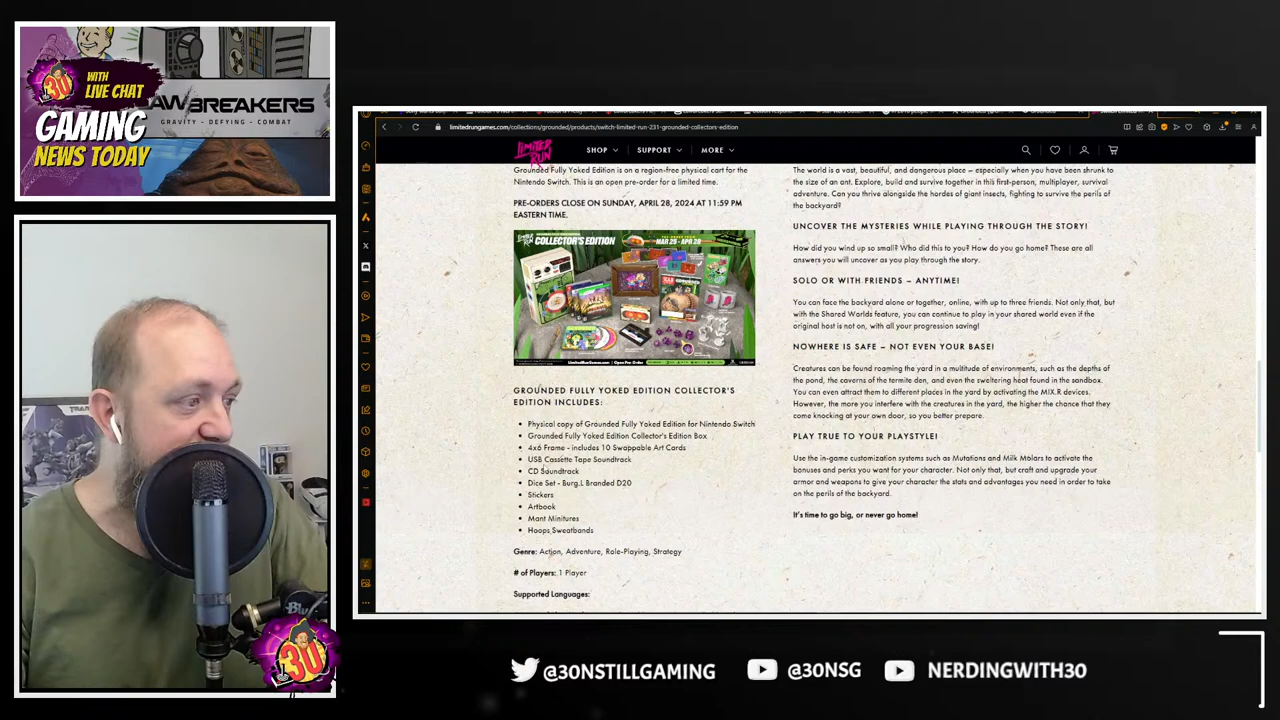 30
WITH
LIVE CHAT
GAMING
NEWS TODAY
AWBREAKERS
GRAVITY - DEFYING - COMBAT
limitedrungames.com/collections/grounded/products/switch-limited-run-231-grounded-collectors-edition
LIMITED RUN
SHOP
SUPPORT
MORE
Grounded Fully Yoked Edition is a region-free physical cart for the
Nintendo Switch. This is an open pre-order for a limited time.
PRE-ORDERS CLOSE ON SUNDAY, APRIL 28, 2024 AT 11:59 PM
EASTERN TIME.
COLLECTOR'S EDITION
MAR 25 - APR 28
GROUNDED FULLY YOKED EDITION COLLECTOR'S
EDITION INCLUDES:
Physical copy of Grounded Fully Yoked Edition for Nintendo Switch
Grounded Fully Yoked Edition Collector's Edition Box
4x6 Frame - includes 10 Swappable Art Cards
USB Cassette Tape Soundtrack
CD Soundtrack
Dice Set - Burg.L Branded D20
Stickers
Artbook
Mant Minitures
Hoops Sweatbands
Genre: Action, Adventure, Role-Playing, Strategy
# of Players: 1 Player
Supported Languages:
The world is a vast, beautiful, and dangerous place – especially when you have been shrunk to
the size of an ant. Explore, build and survive together in this first-person, multiplayer, survival
adventure. Can you thrive alongside the hordes of giant insects, fighting to survive the perils of
the backyard?
UNCOVER THE MYSTERIES WHILE PLAYING THROUGH THE STORY!
How did you wind up so small? Who did this to you? How do you go home? These are all
answers you will uncover as you play through the story.
SOLO OR WITH FRIENDS – ANYTIME!
You can face the backyard alone or together, online, with up to three friends. Not only that, but
with the Shared Worlds feature, you can continue to play in your shared world even if the
original host is not on, with all your progression saving!
NOWHERE IS SAFE – NOT EVEN YOUR BASE!
Creatures can be found roaming the yard in a multitude of environments, such as the depths of
the pond, the caverns of the termite den, and even the sweltering heat found in the sandbox.
You can even attract them to different places in the yard by activating the MIX.R devices.
However, the more you interfere with the creatures in the yard, the higher the chance that they
come knocking at your own door, so you better prepare.
PLAY TRUE TO YOUR PLAYSTYLE!
Use the in-game customization systems such as Mutations and Milk Molars to activate the
bonuses and perks you want for your character. Not only that, but craft and upgrade your
armor and weapons to give your character the stats and advantages you need in order to take
on the perils of the backyard.
It's time to go big, or never go home!
30
@30NSTILLGAMING
@30NSG
NERDINGWITH30